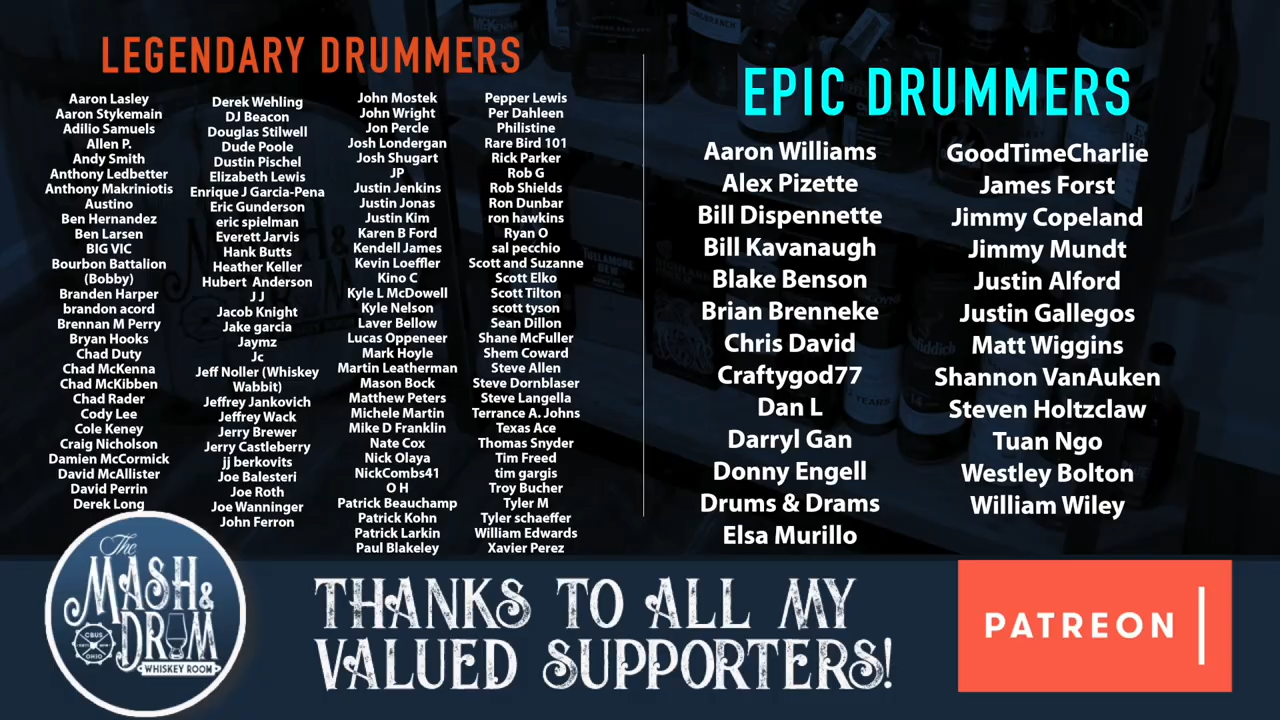 LEGENDARY DRUMMERS
Aaron Lasley
Aaron Stykemain
Adilio Samuels
Allen P.
Andy Smith
Anthony Ledbetter
Anthony Makriniotis
Austino
Ben Hernandez
Ben Larsen
BIG VIC
Bourbon Battalion
(Bobby)
Branden Harper
brandon acord
Brennan M Perry
Bryan Hooks
Chad Duty
Chad McKenna
Chad McKibben
Chad Rader
Cody Lee
Cole Keney
Craig Nicholson
Damien McCormick
David McAllister
David Perrin
Derek Long
Derek Wehling
DJ Beacon
Douglas Stilwell
Dude Poole
Dustin Pischel
Elizabeth Lewis
Enrique J Garcia-Pena
Eric Gunderson
eric spielman
Everett Jarvis
Hank Butts
Heather Keller
Hubert Anderson
J J
Jacob Knight
Jake garcia
Jaymz
Jc
Jeff Noller (Whiskey
Wabbit)
Jeffrey Jankovich
Jeffrey Wack
Jerry Brewer
Jerry Castleberry
jj berkovits
Joe Balesteri
Joe Roth
Joe Wanninger
John Ferron
John Mostek
John Wright
Jon Percle
Josh Londergan
Josh Shugart
JP
Justin Jenkins
Justin Jonas
Justin Kim
Karen B Ford
Kendell James
Kevin Loeffler
Kino C
Kyle L McDowell
Kyle Nelson
Laver Bellow
Lucas Oppeneer
Mark Hoyle
Martin Leatherman
Mason Bock
Matthew Peters
Michele Martin
Mike D Franklin
Nate Cox
Nick Olaya
NickCombs41
O H
Patrick Beauchamp
Patrick Kohn
Patrick Larkin
Paul Blakeley
Pepper Lewis
Per Dahleen
Philistine
Rare Bird 101
Rick Parker
Rob G
Rob Shields
Ron Dunbar
ron hawkins
Ryan O
sal pecchio
Scott and Suzanne
Scott Elko
Scott Tilton
scott tyson
Sean Dillon
Shane McFuller
Shem Coward
Steve Allen
Steve Dornblaser
Steve Langella
Terrance A. Johns
Texas Ace
Thomas Snyder
Tim Freed
tim gargis
Troy Bucher
Tyler M
Tyler schaeffer
William Edwards
Xavier Perez
EPIC DRUMMERS
Aaron Williams
Alex Pizette
Bill Dispennette
Bill Kavanaugh
Blake Benson
Brian Brenneke
Chris David
Craftygod77
Dan L
Darryl Gan
Donny Engell
Drums & Drams
Elsa Murillo
GoodTimeCharlie
James Forst
Jimmy Copeland
Jimmy Mundt
Justin Alford
Justin Gallegos
Matt Wiggins
Shannon VanAuken
Steven Holtzclaw
Tuan Ngo
Westley Bolton
William Wiley
The
MASH &
DRUM
CBUS
OHIO
WHISKEY ROOM
THANKS TO ALL MY
VALUED SUPPORTERS!
PATREON